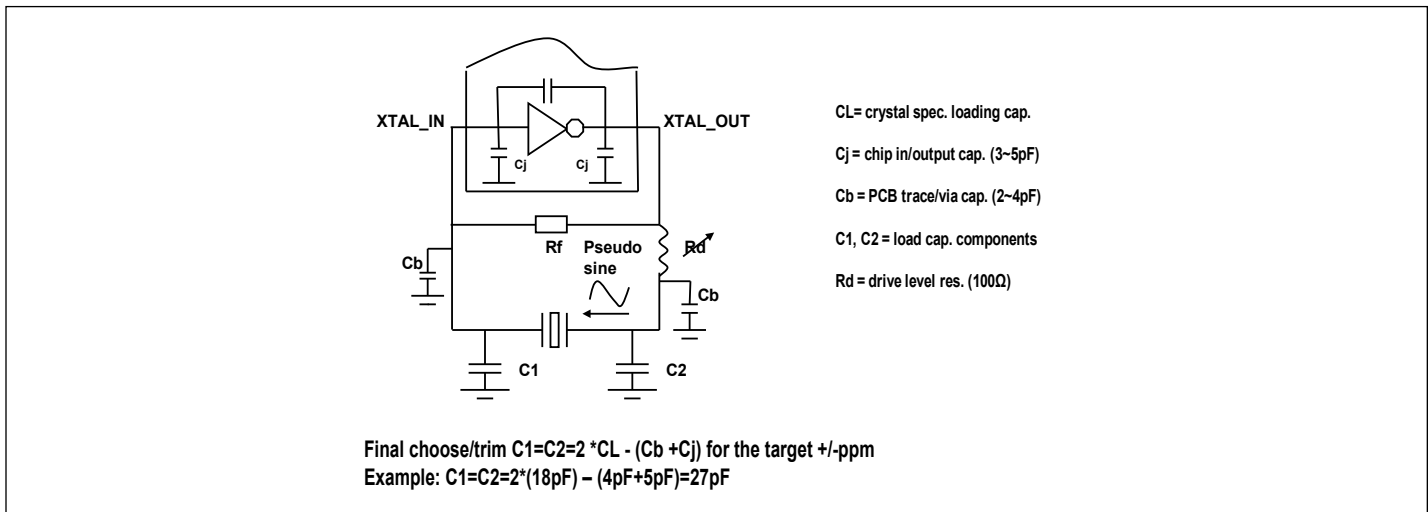 XTAL_IN
XTAL_OUT
Cj
Cj
Rf
Pseudo
sine
Rd
Cb
Cb
C1
C2
CL= crystal spec. loading cap.
Cj = chip in/output cap. (3~5pF)
Cb = PCB trace/via cap. (2~4pF)
C1, C2 = load cap. components
Rd = drive level res. (100Ω)
Final choose/trim C1=C2=2 *CL - (Cb +Cj) for the target +/-ppm
Example: C1=C2=2*(18pF) – (4pF+5pF)=27pF